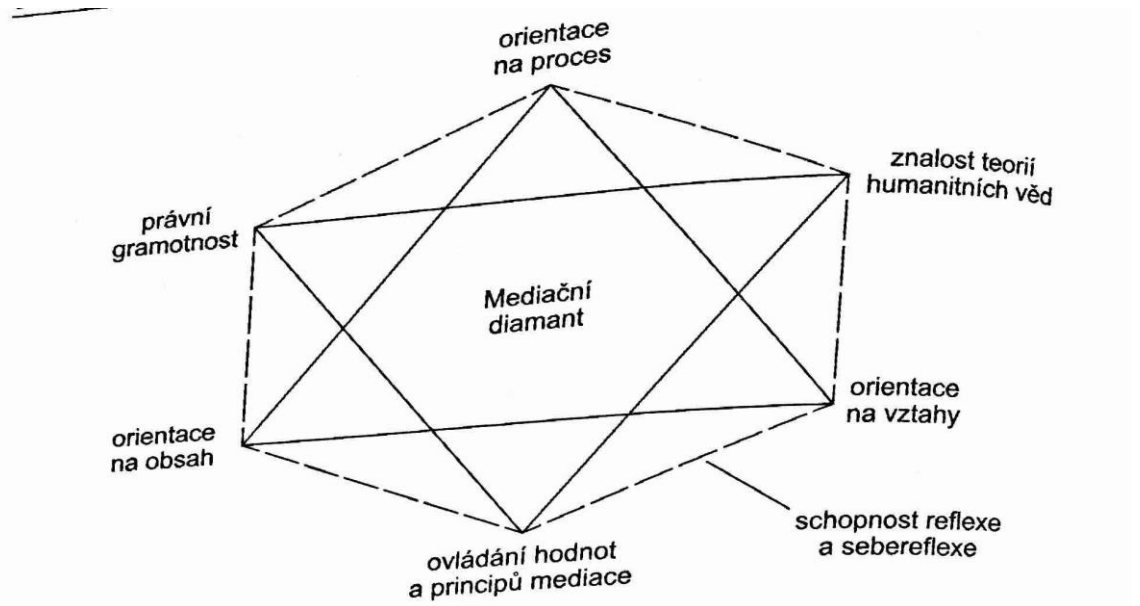 orientace
na proces
znalost teorií
humanitních věd
právní
gramotnost
Mediační
diamant
orientace
na vztahy
orientace
na obsah
schopnost reflexe
a sebereflexe
ovládání hodnot
a principů mediace